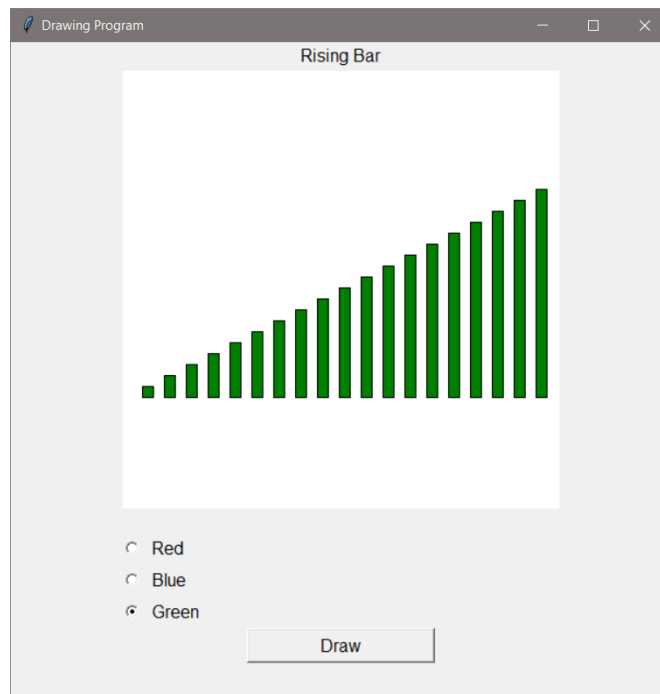 Drawing Program
Rising Bar
Red
Blue
Green
Draw